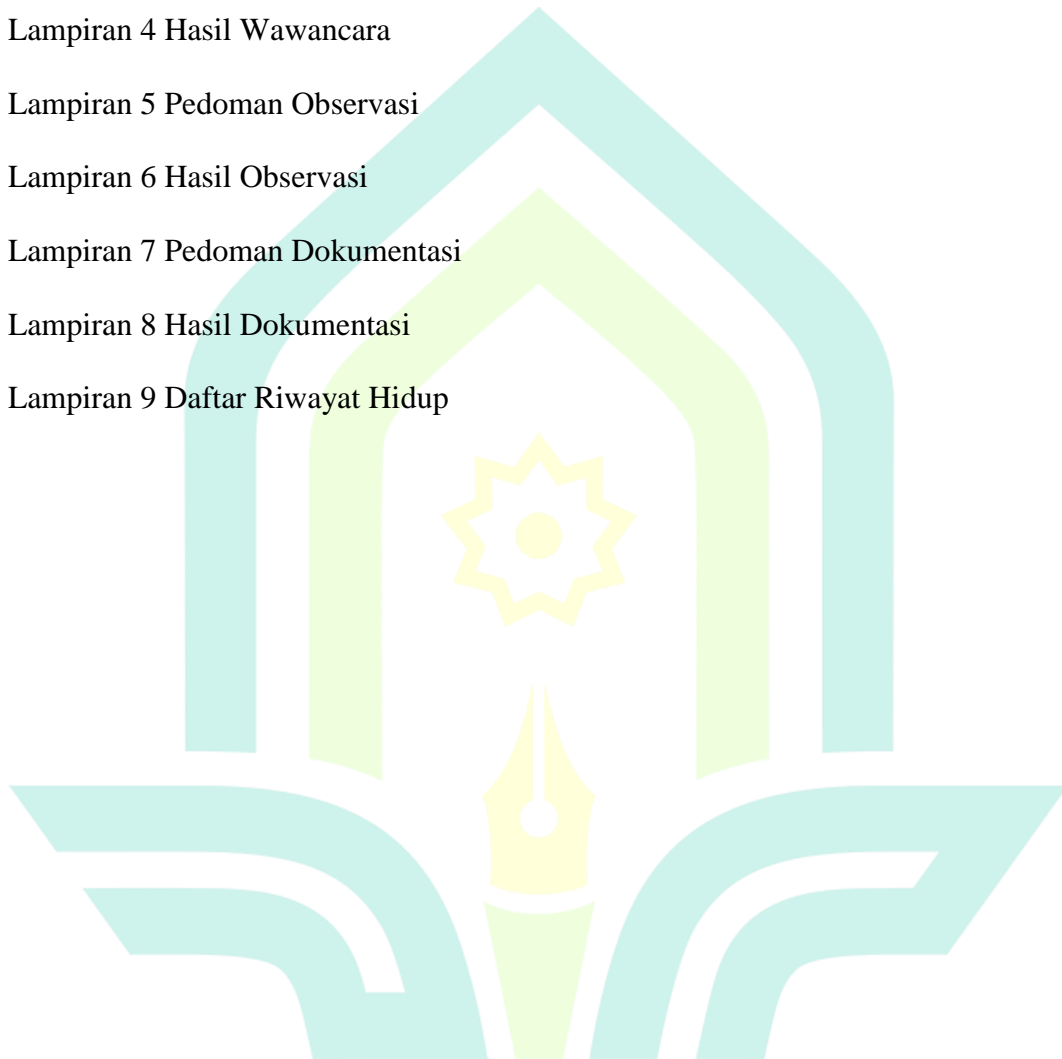 Lampiran 4 Hasil Wawancara
Lampiran 5 Pedoman Observasi
Lampiran 6 Hasil Observasi
Lampiran 7 Pedoman Dokumentasi
Lampiran 8 Hasil Dokumentasi
Lampiran 9 Daftar Riwayat Hidup